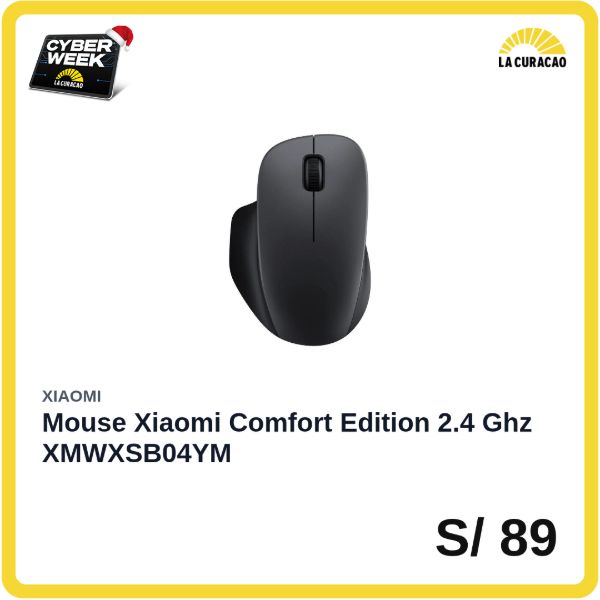 CYBER
WEEK
LA CURACAO
LA CURACAO
XIAOMI
Mouse Xiaomi Comfort Edition 2.4 Ghz
XMWXSB04YM
S/ 89